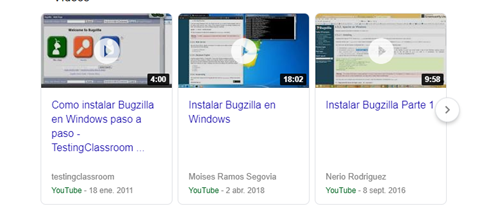 Welcome to Bugzilla
4:00
18:02
9:58
Como instalar Bugzilla
en Windows paso a
paso -
TestingClassroom ...
Instalar Bugzilla en
Windows
Instalar Bugzilla Parte 1
testingclassroom
YouTube - 18 ene. 2011
Moises Ramos Segovia
YouTube - 2 abr. 2018
Nerio Rodriguez
YouTube - 8 sept. 2016